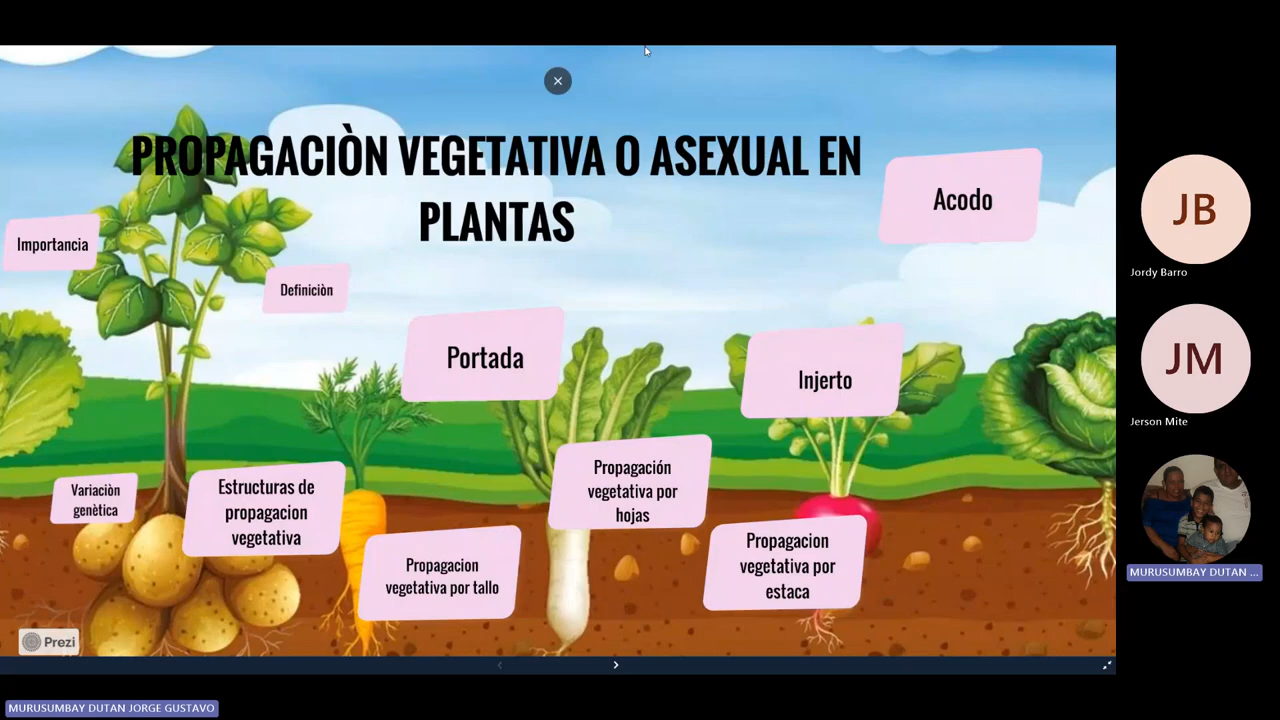 PROPAGACIÒN VEGETATIVA O ASEXUAL EN
PLANTAS
Acodo
Importancia
Definiciòn
Portada
Injerto
Variaciòn
genètica
Estructuras de
propagacion
vegetativa
Propagacion
vegetativa por tallo
Propagación
vegetativa por
hojas
Propagacion
vegetativa por
estaca
Prezi
JB
Jordy Barro
JM
Jerson Mite
MURUSUMBAY DUTAN ...
MURUSUMBAY DUTAN JORGE GUSTAVO